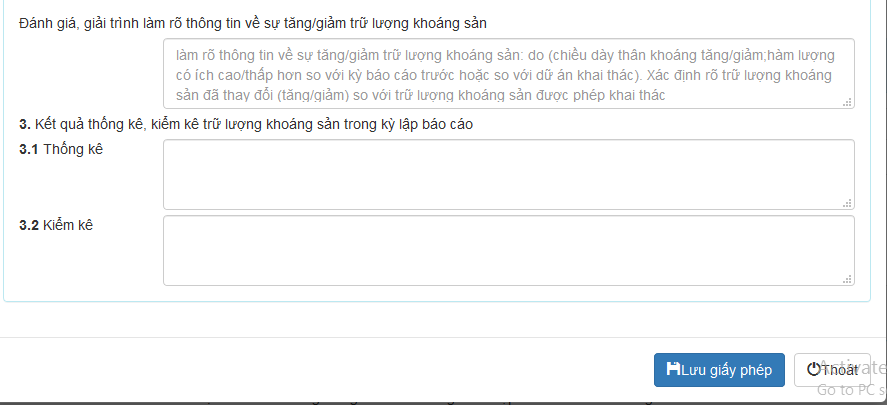 Đánh giá, giải trình làm rõ thông tin về sự tăng/giảm trữ lượng khoáng sản
làm rõ thông tin về sự tăng/giảm trữ lượng khoáng sản: do (chiều dày thân khoáng tăng/giảm;hàm lượng
có ích cao/thấp hơn so với kỳ báo cáo trước hoặc so với dữ án khai thác). Xác định rõ trữ lượng khoáng
sản đã thay đổi (tăng/giảm) so với trữ lượng khoáng sản được phép khai thác
3. Kết quả thống kê, kiểm kê trữ lượng khoáng sản trong kỳ lập báo cáo
3.1 Thống kê
3.2 Kiểm kê
Lưu giấy phép
Thoát
Activate
Go to PC s